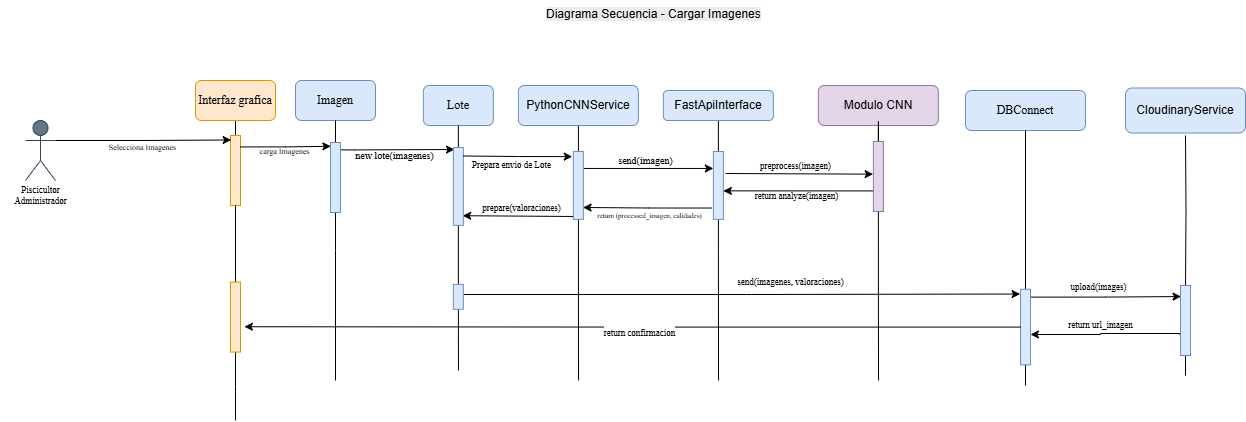 Diagrama Secuencia - Cargar Imagenes
Interfaz grafica
Imagen
Lote
PythonCNNService
FastApiInterface
Modulo CNN
DBConnect
CloudinaryService
Piscicultor
Administrador
Selecciona Imagenes
carga Imagenes
new lote(imagenes)
Prepara envio de Lote
send(imagen)
preprocess(imagen)
return analyze(imagen)
return (processed_imagen, calidades)
prepare(valoraciones)
send(imagenes, valoraciones)
upload(images)
return url_imagen
return confirmacion